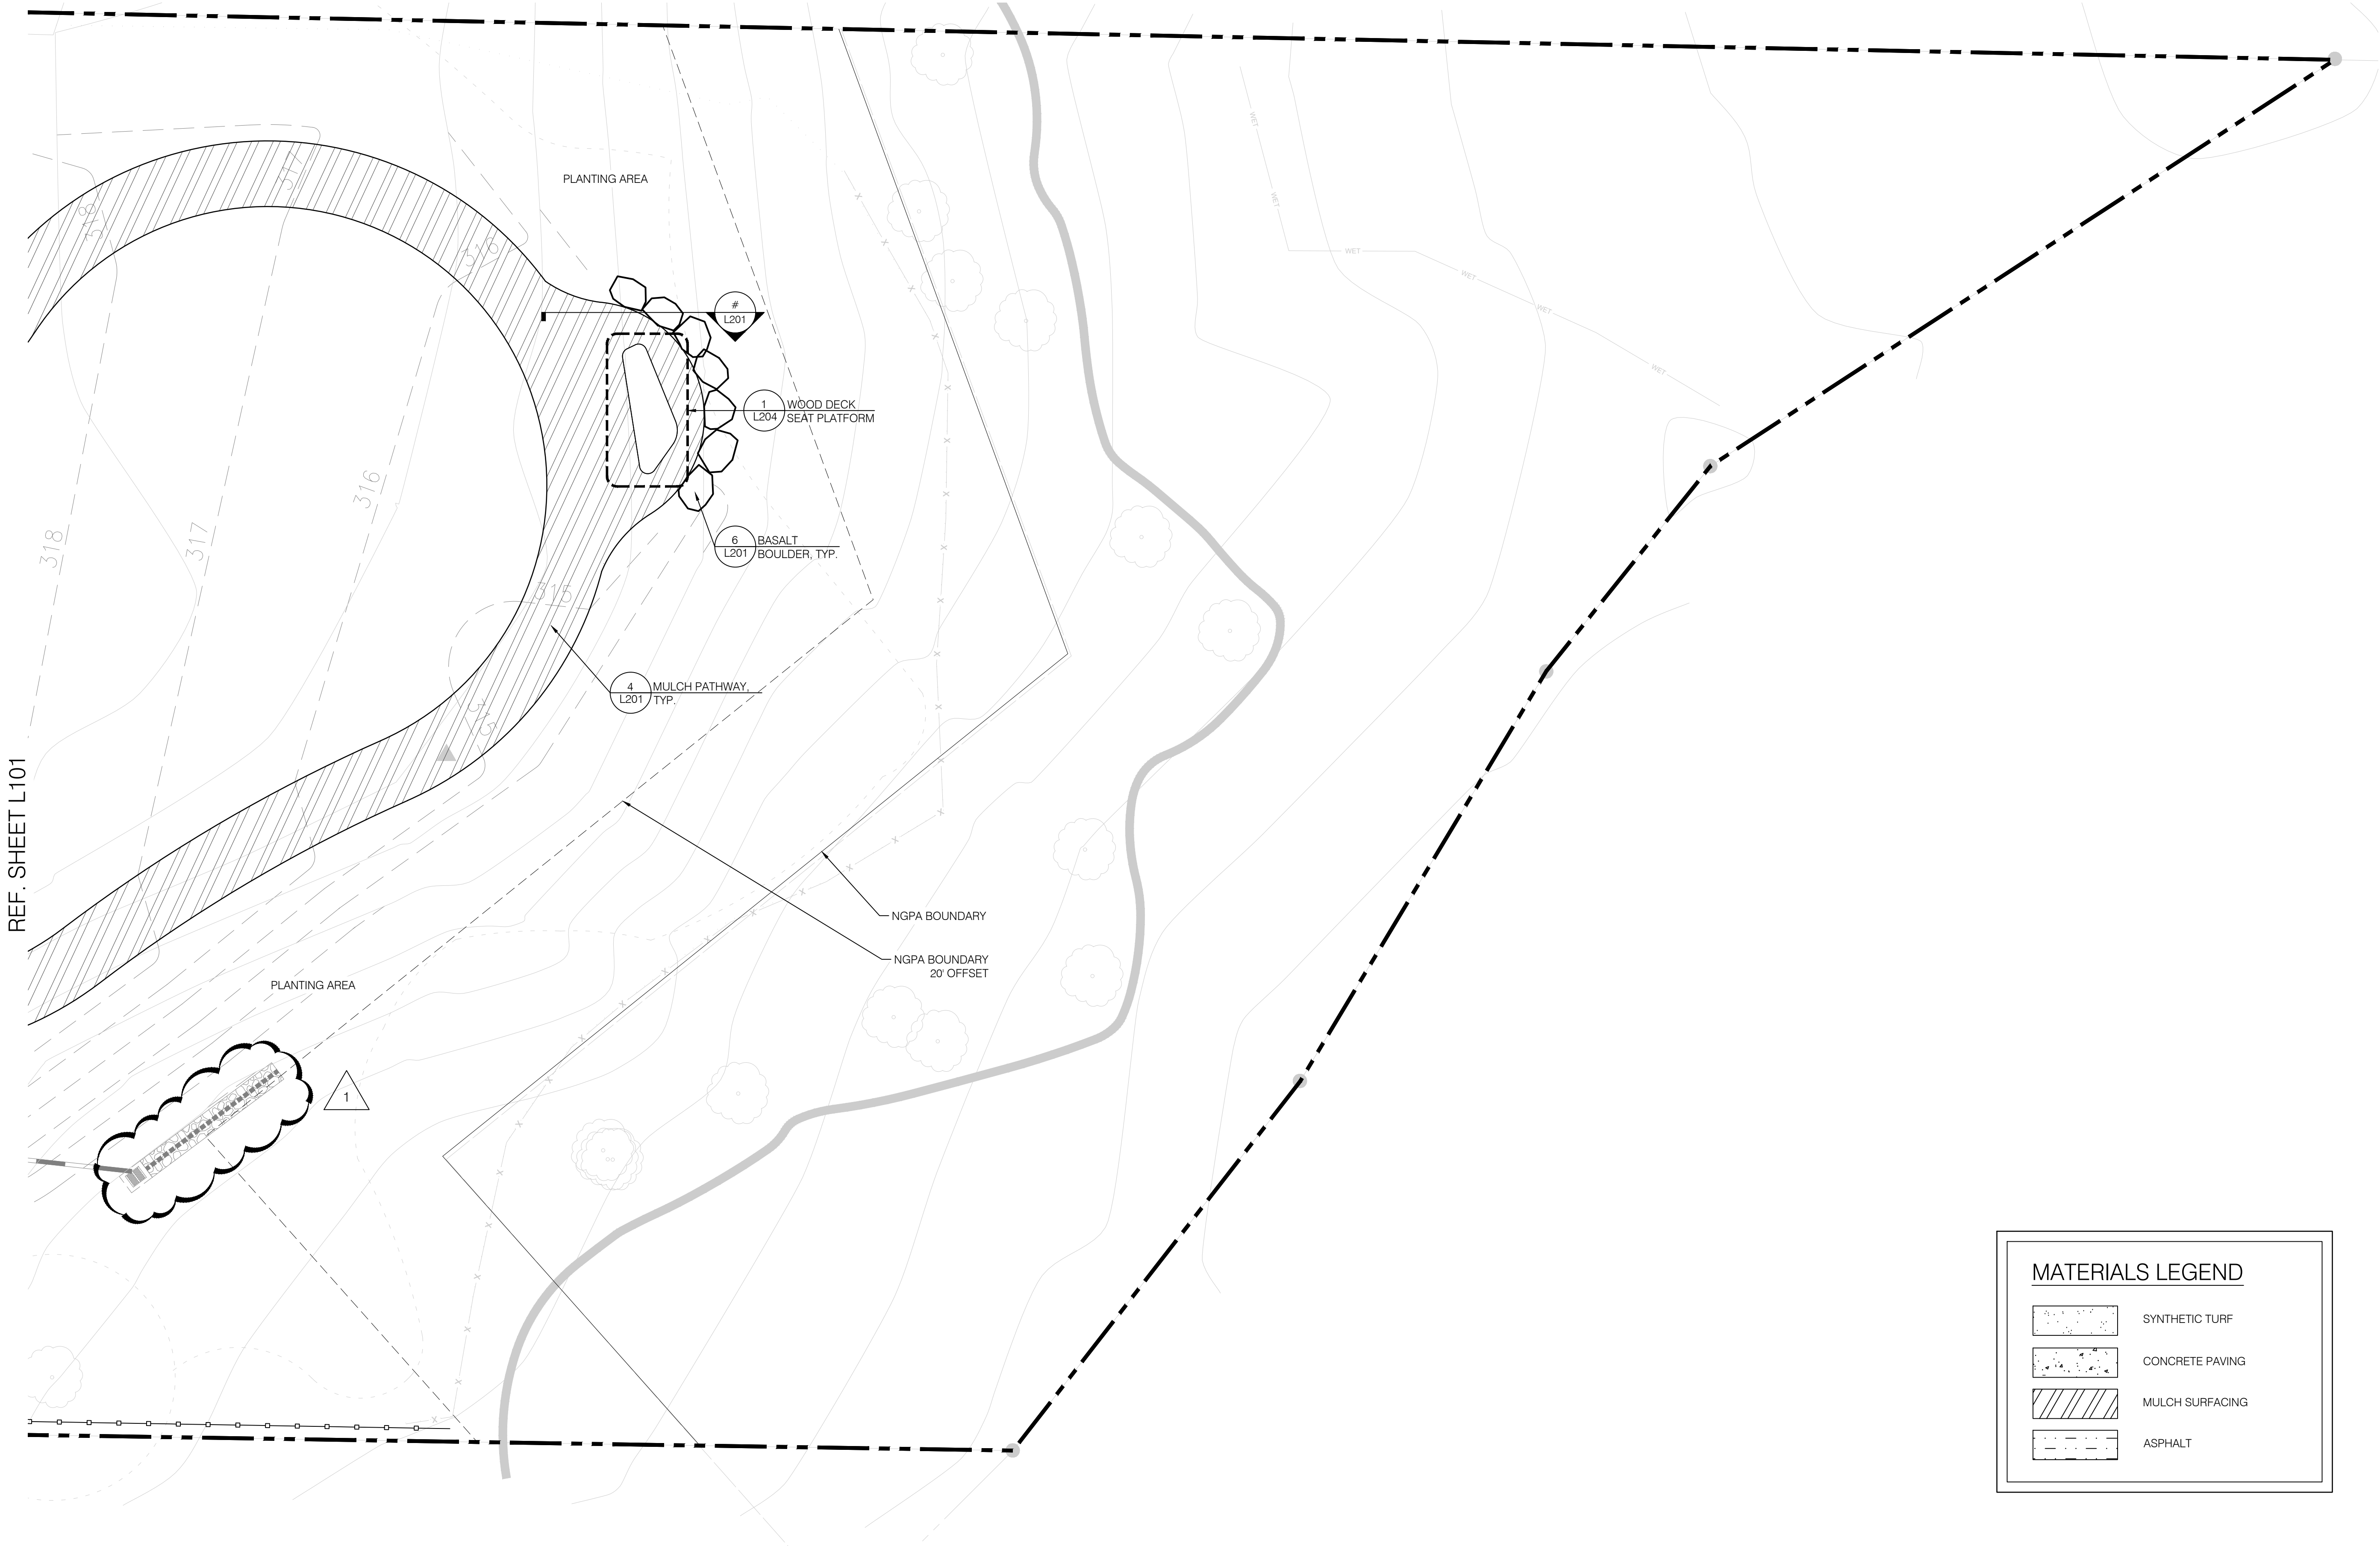 PLANTING AREA
WET
WET
WET
WET
WET
WET
317
318
316
#
L201
1
L204
WOOD DECK
SEAT PLATFORM
316
317
318
6
L201
BASALT
BOULDER, TYP.
315
4
L201
MULCH PATHWAY,
TYP.
315
REF. SHEET L101
NGPA BOUNDARY
NGPA BOUNDARY
20' OFFSET
PLANTING AREA
1
MATERIALS LEGEND
SYNTHETIC TURF
CONCRETE PAVING
MULCH SURFACING
ASPHALT